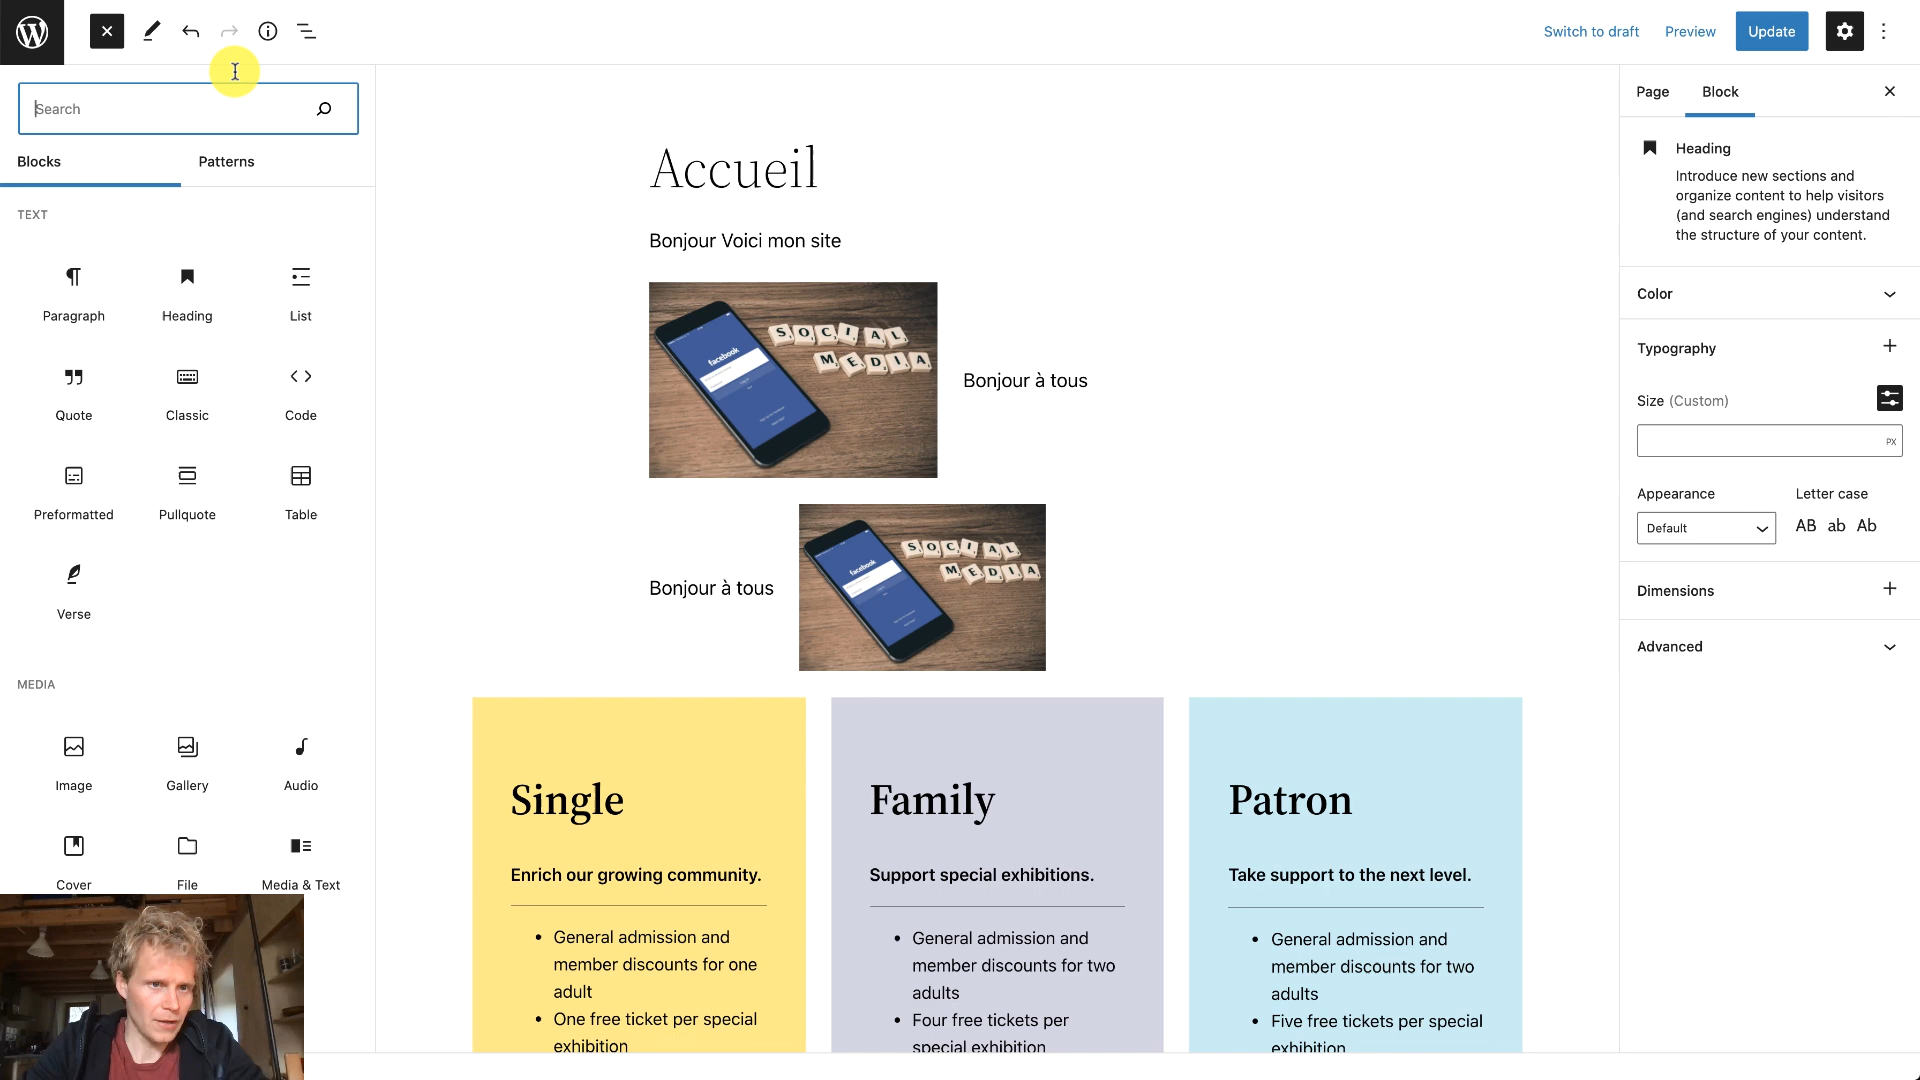 Switch to draft
Preview
Update
Search
Blocks
Patterns
TEXT
Paragraph
Heading
List
Quote
Classic
Code
Preformatted
Pullquote
Table
Verse
MEDIA
Image
Gallery
Audio
Cover
File
Media & Text
Accueil
Bonjour Voici mon site
facebook
SOCIAL
MEDIA
Bonjour à tous
Bonjour à tous
facebook
SOCIAL
MEDIA
Single
Enrich our growing community.
• General admission and
member discounts for one
adult
• One free ticket per special
exhibition
Family
Support special exhibitions.
• General admission and
member discounts for two
adults
• Four free tickets per
special exhibition
Patron
Take support to the next level.
• General admission and
member discounts for two
adults
• Five free tickets per special
exhibition
Page
Block
Heading
Introduce new sections and
organize content to help visitors
(and search engines) understand
the structure of your content.
Color
Typography
Size (Custom)
PX
Appearance
Letter case
Default
AB ab Ab
Dimensions
Advanced